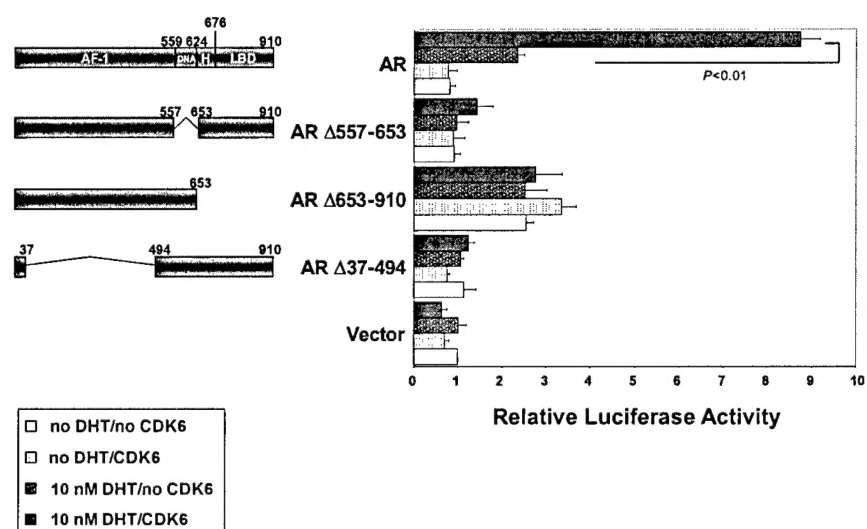 676
559 624 910
AF-1 DNA H LBD
AR
P<0.01
557 653 910
AR Δ557-653
653
AR Δ653-910
37 494 910
AR Δ37-494
Vector
0 1 2 3 4 5 6 7 8 9 10
Relative Luciferase Activity
no DHT/no CDK6
no DHT/CDK6
10 nM DHT/no CDK6
10 nM DHT/CDK6